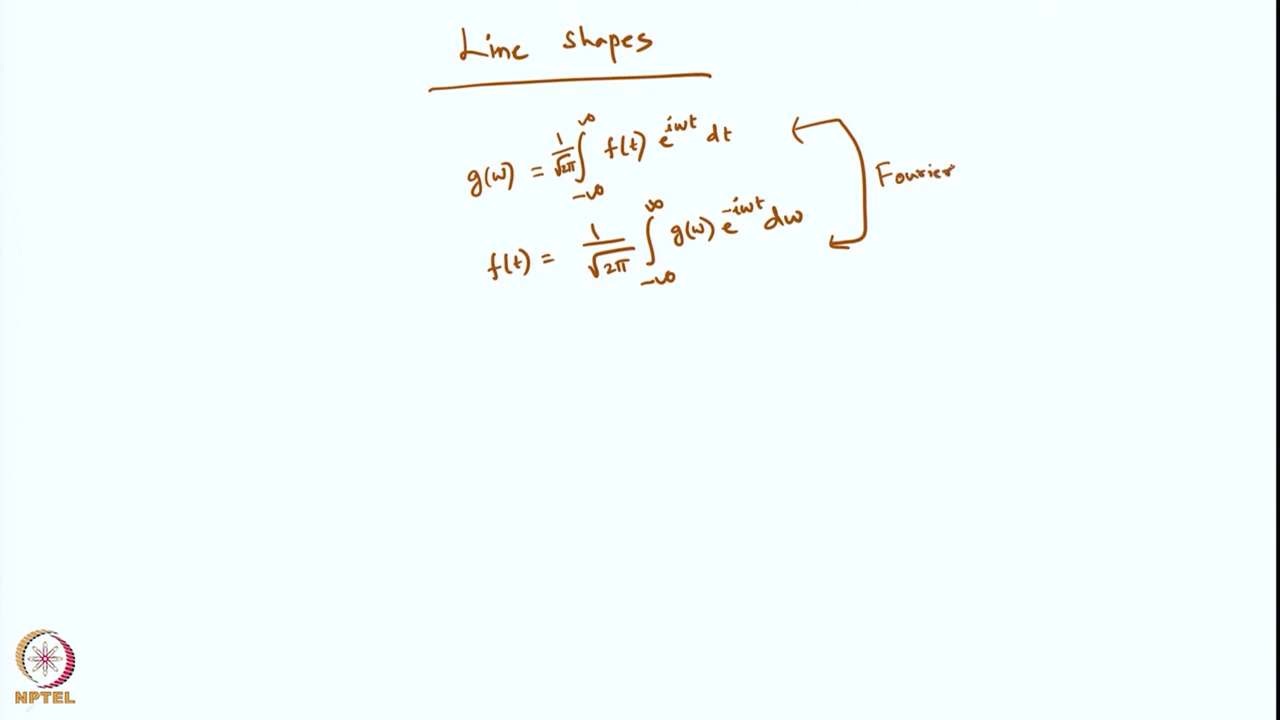 Line shapes
g(ω) = 1/√2π ∫_{-∞}^{∞} f(t) e^{iωt} dt
f(t) = 1/√2π ∫_{-∞}^{∞} g(ω) e^{-iωt} dω
Fourier
NPTEL